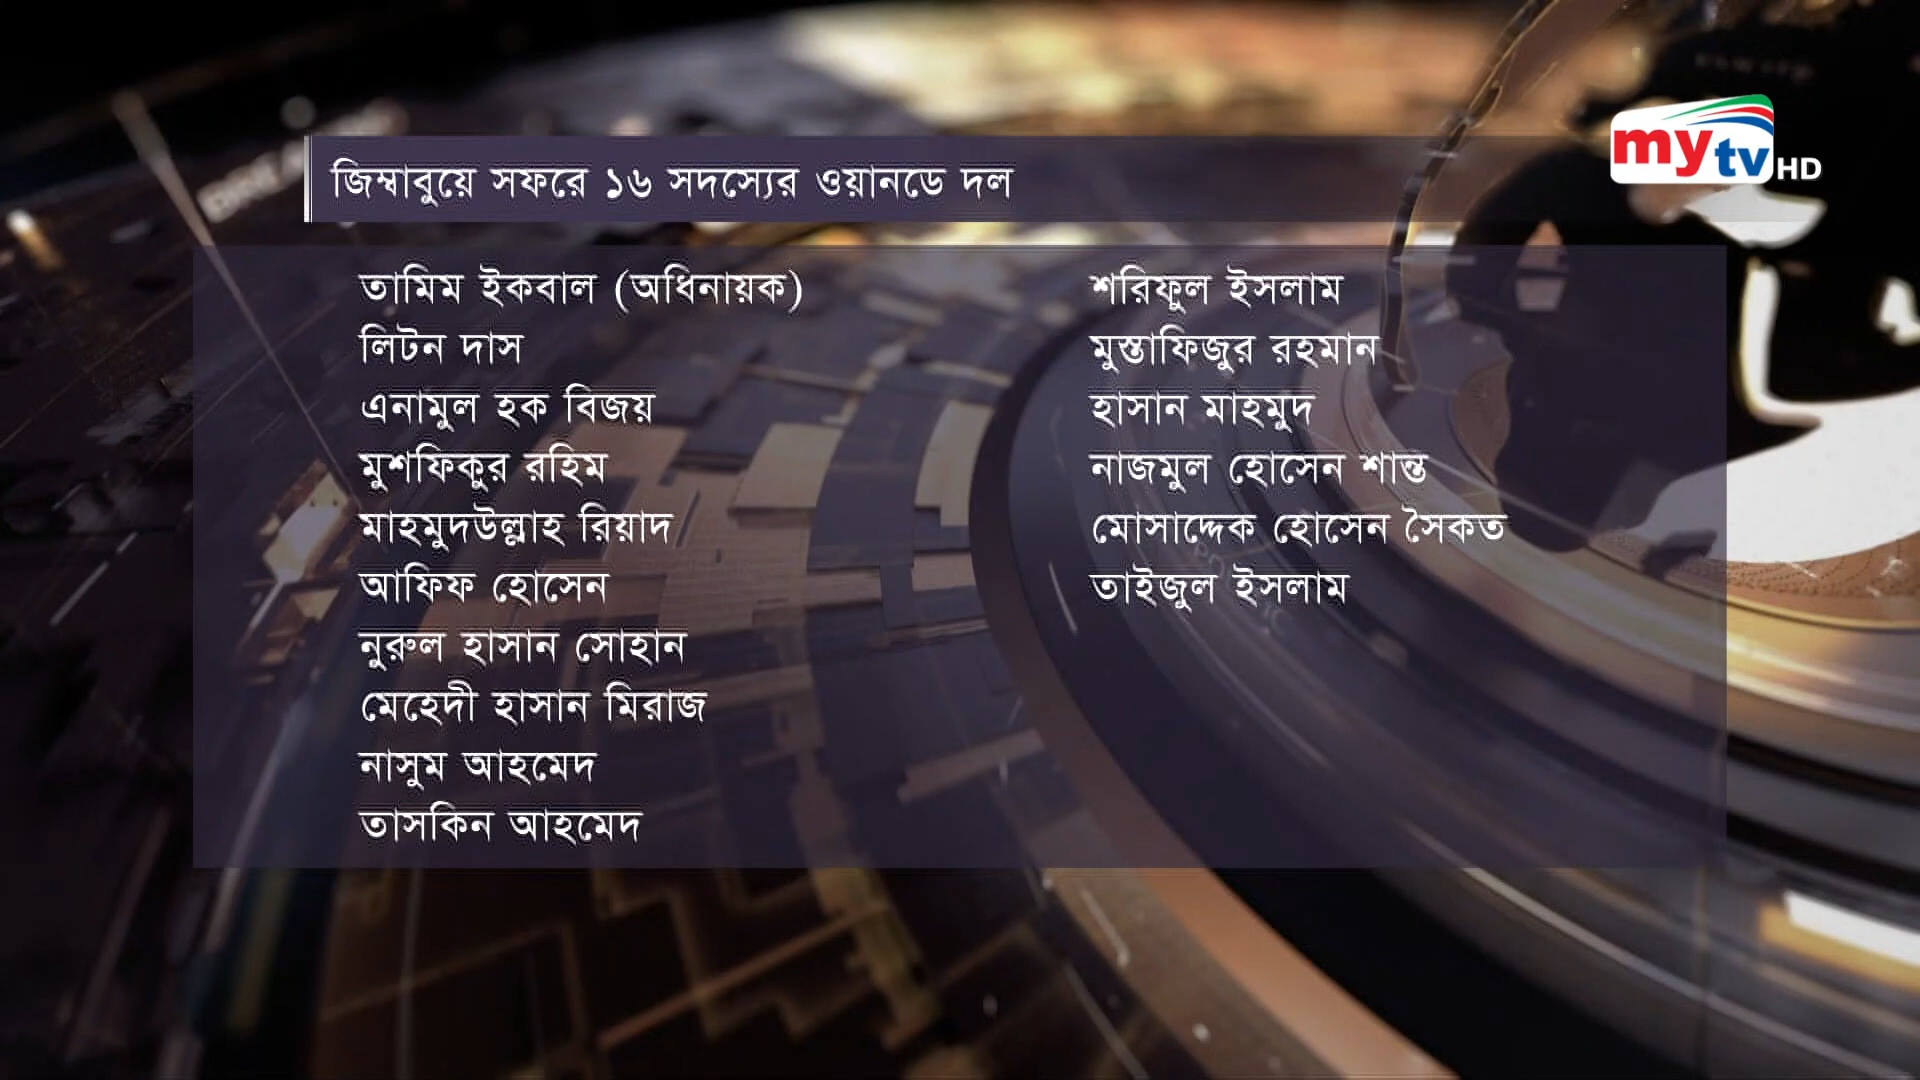 mytv HD
জিম্বাবুয়ে সফরে ১৬ সদস্যের ওয়ানডে দল
তামিম ইকবাল (অধিনায়ক)
লিটন দাস
এনামুল হক বিজয়
মুশফিকুর রহিম
মাহমুদউল্লাহ রিয়াদ
আফিফ হোসেন
নুরুল হাসান সোহান
মেহেদী হাসান মিরাজ
নাসুম আহমেদ
তাসকিন আহমেদ
শরিফুল ইসলাম
মুস্তাফিজুর রহমান
হাসান মাহমুদ
নাজমুল হোসেন শান্ত
মোসাদ্দেক হোসেন সৈকত
তাইজুল ইসলাম